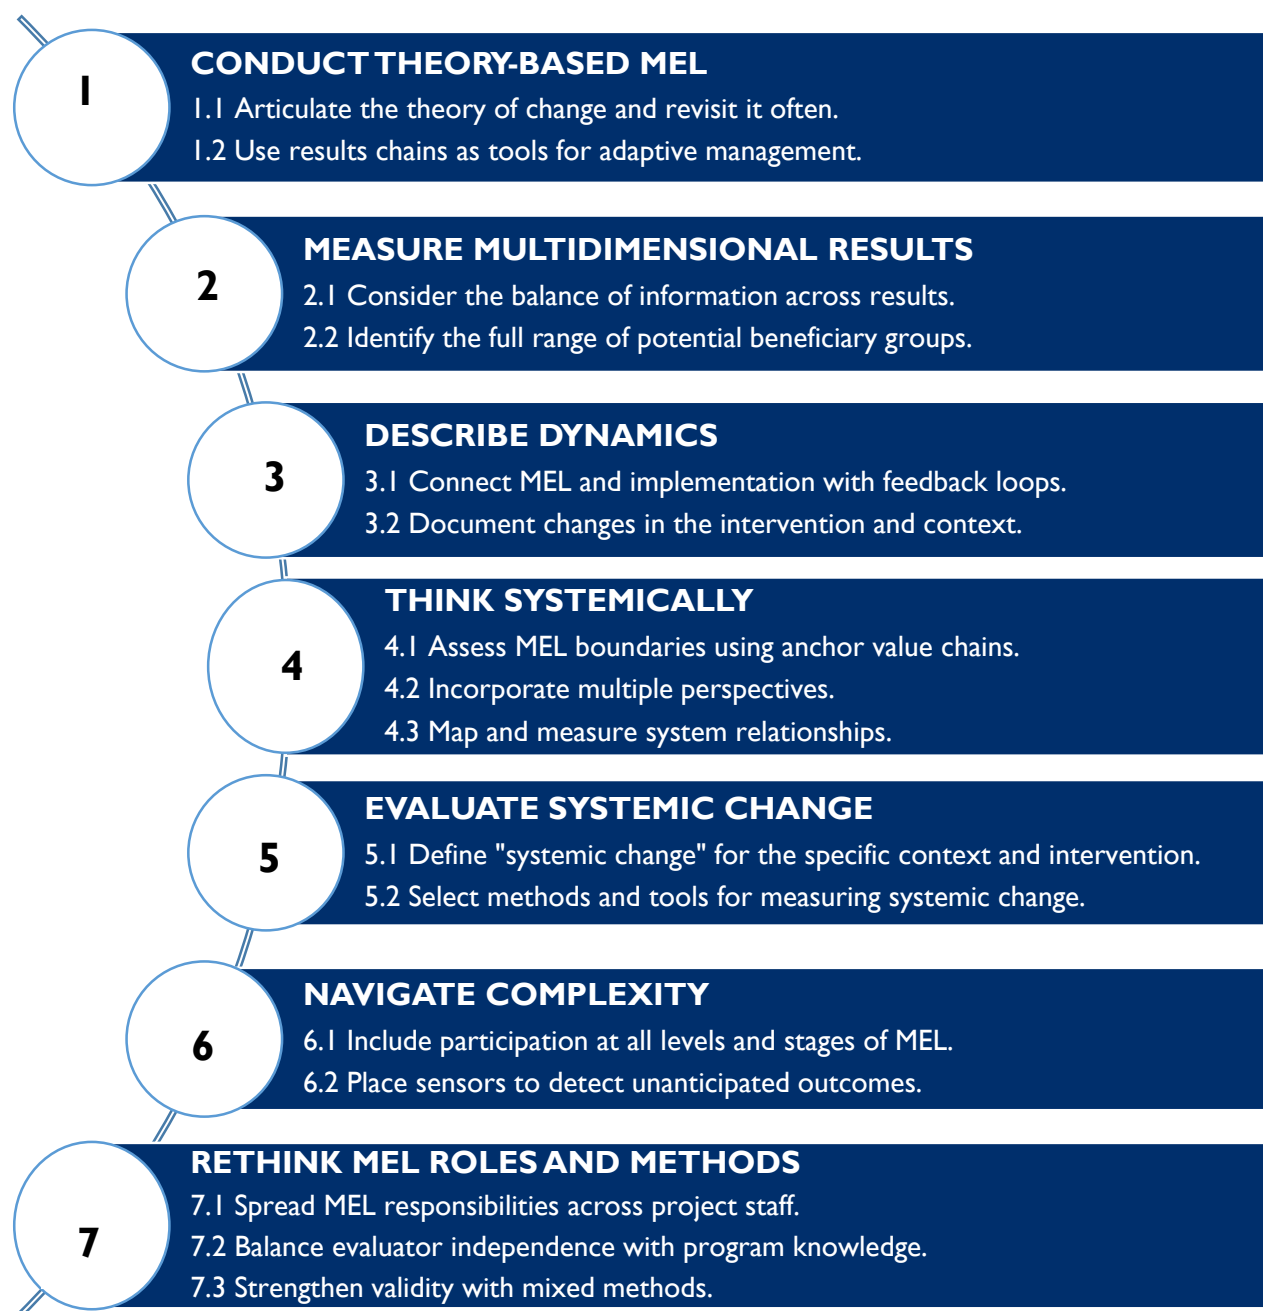 1
CONDUCT THEORY-BASED MEL
1.1 Articulate the theory of change and revisit it often.
1.2 Use results chains as tools for adaptive management.
2
MEASURE MULTIDIMENSIONAL RESULTS
2.1 Consider the balance of information across results.
2.2 Identify the full range of potential beneficiary groups.
3
DESCRIBE DYNAMICS
3.1 Connect MEL and implementation with feedback loops.
3.2 Document changes in the intervention and context.
4
THINK SYSTEMICALLY
4.1 Assess MEL boundaries using anchor value chains.
4.2 Incorporate multiple perspectives.
4.3 Map and measure system relationships.
5
EVALUATE SYSTEMIC CHANGE
5.1 Define "systemic change" for the specific context and intervention.
5.2 Select methods and tools for measuring systemic change.
6
NAVIGATE COMPLEXITY
6.1 Include participation at all levels and stages of MEL.
6.2 Place sensors to detect unanticipated outcomes.
7
RETHINK MEL ROLES AND METHODS
7.1 Spread MEL responsibilities across project staff.
7.2 Balance evaluator independence with program knowledge.
7.3 Strengthen validity with mixed methods.